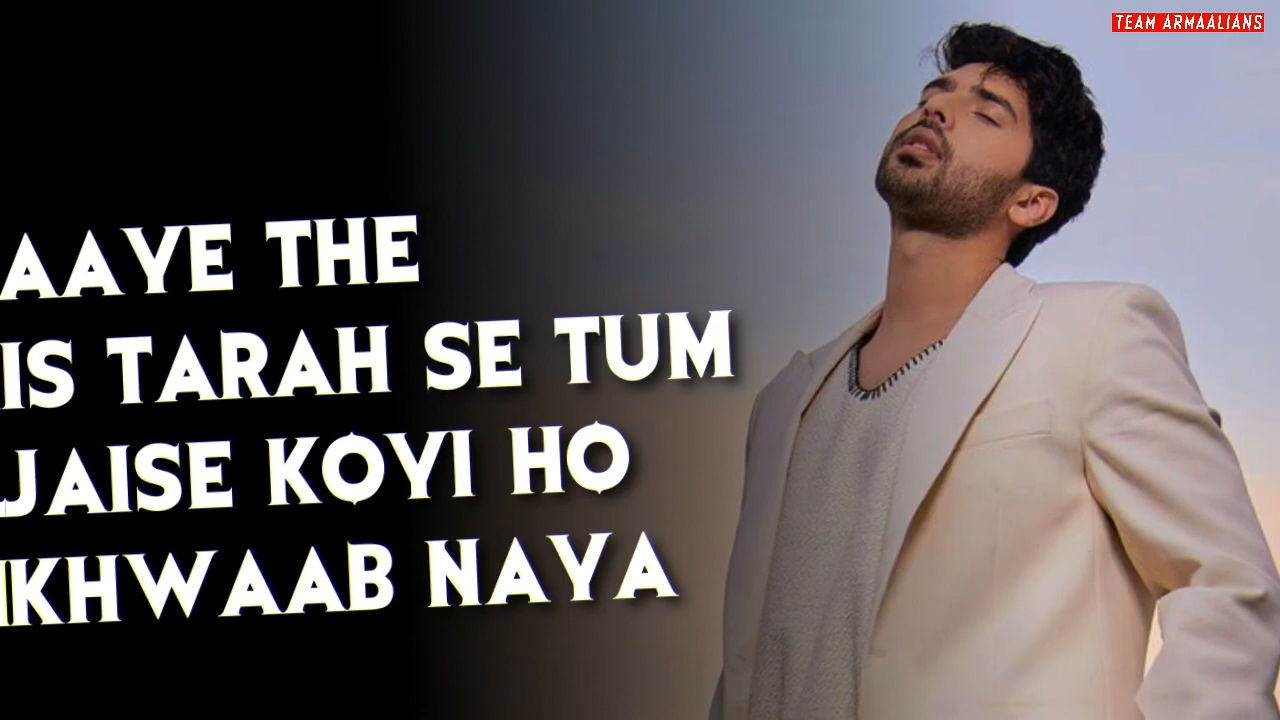 TEAM ARMAALIANS
AAYE THE
IS TARAH SE TUM
JAISE KOYI HO
KHWAAB NAYA